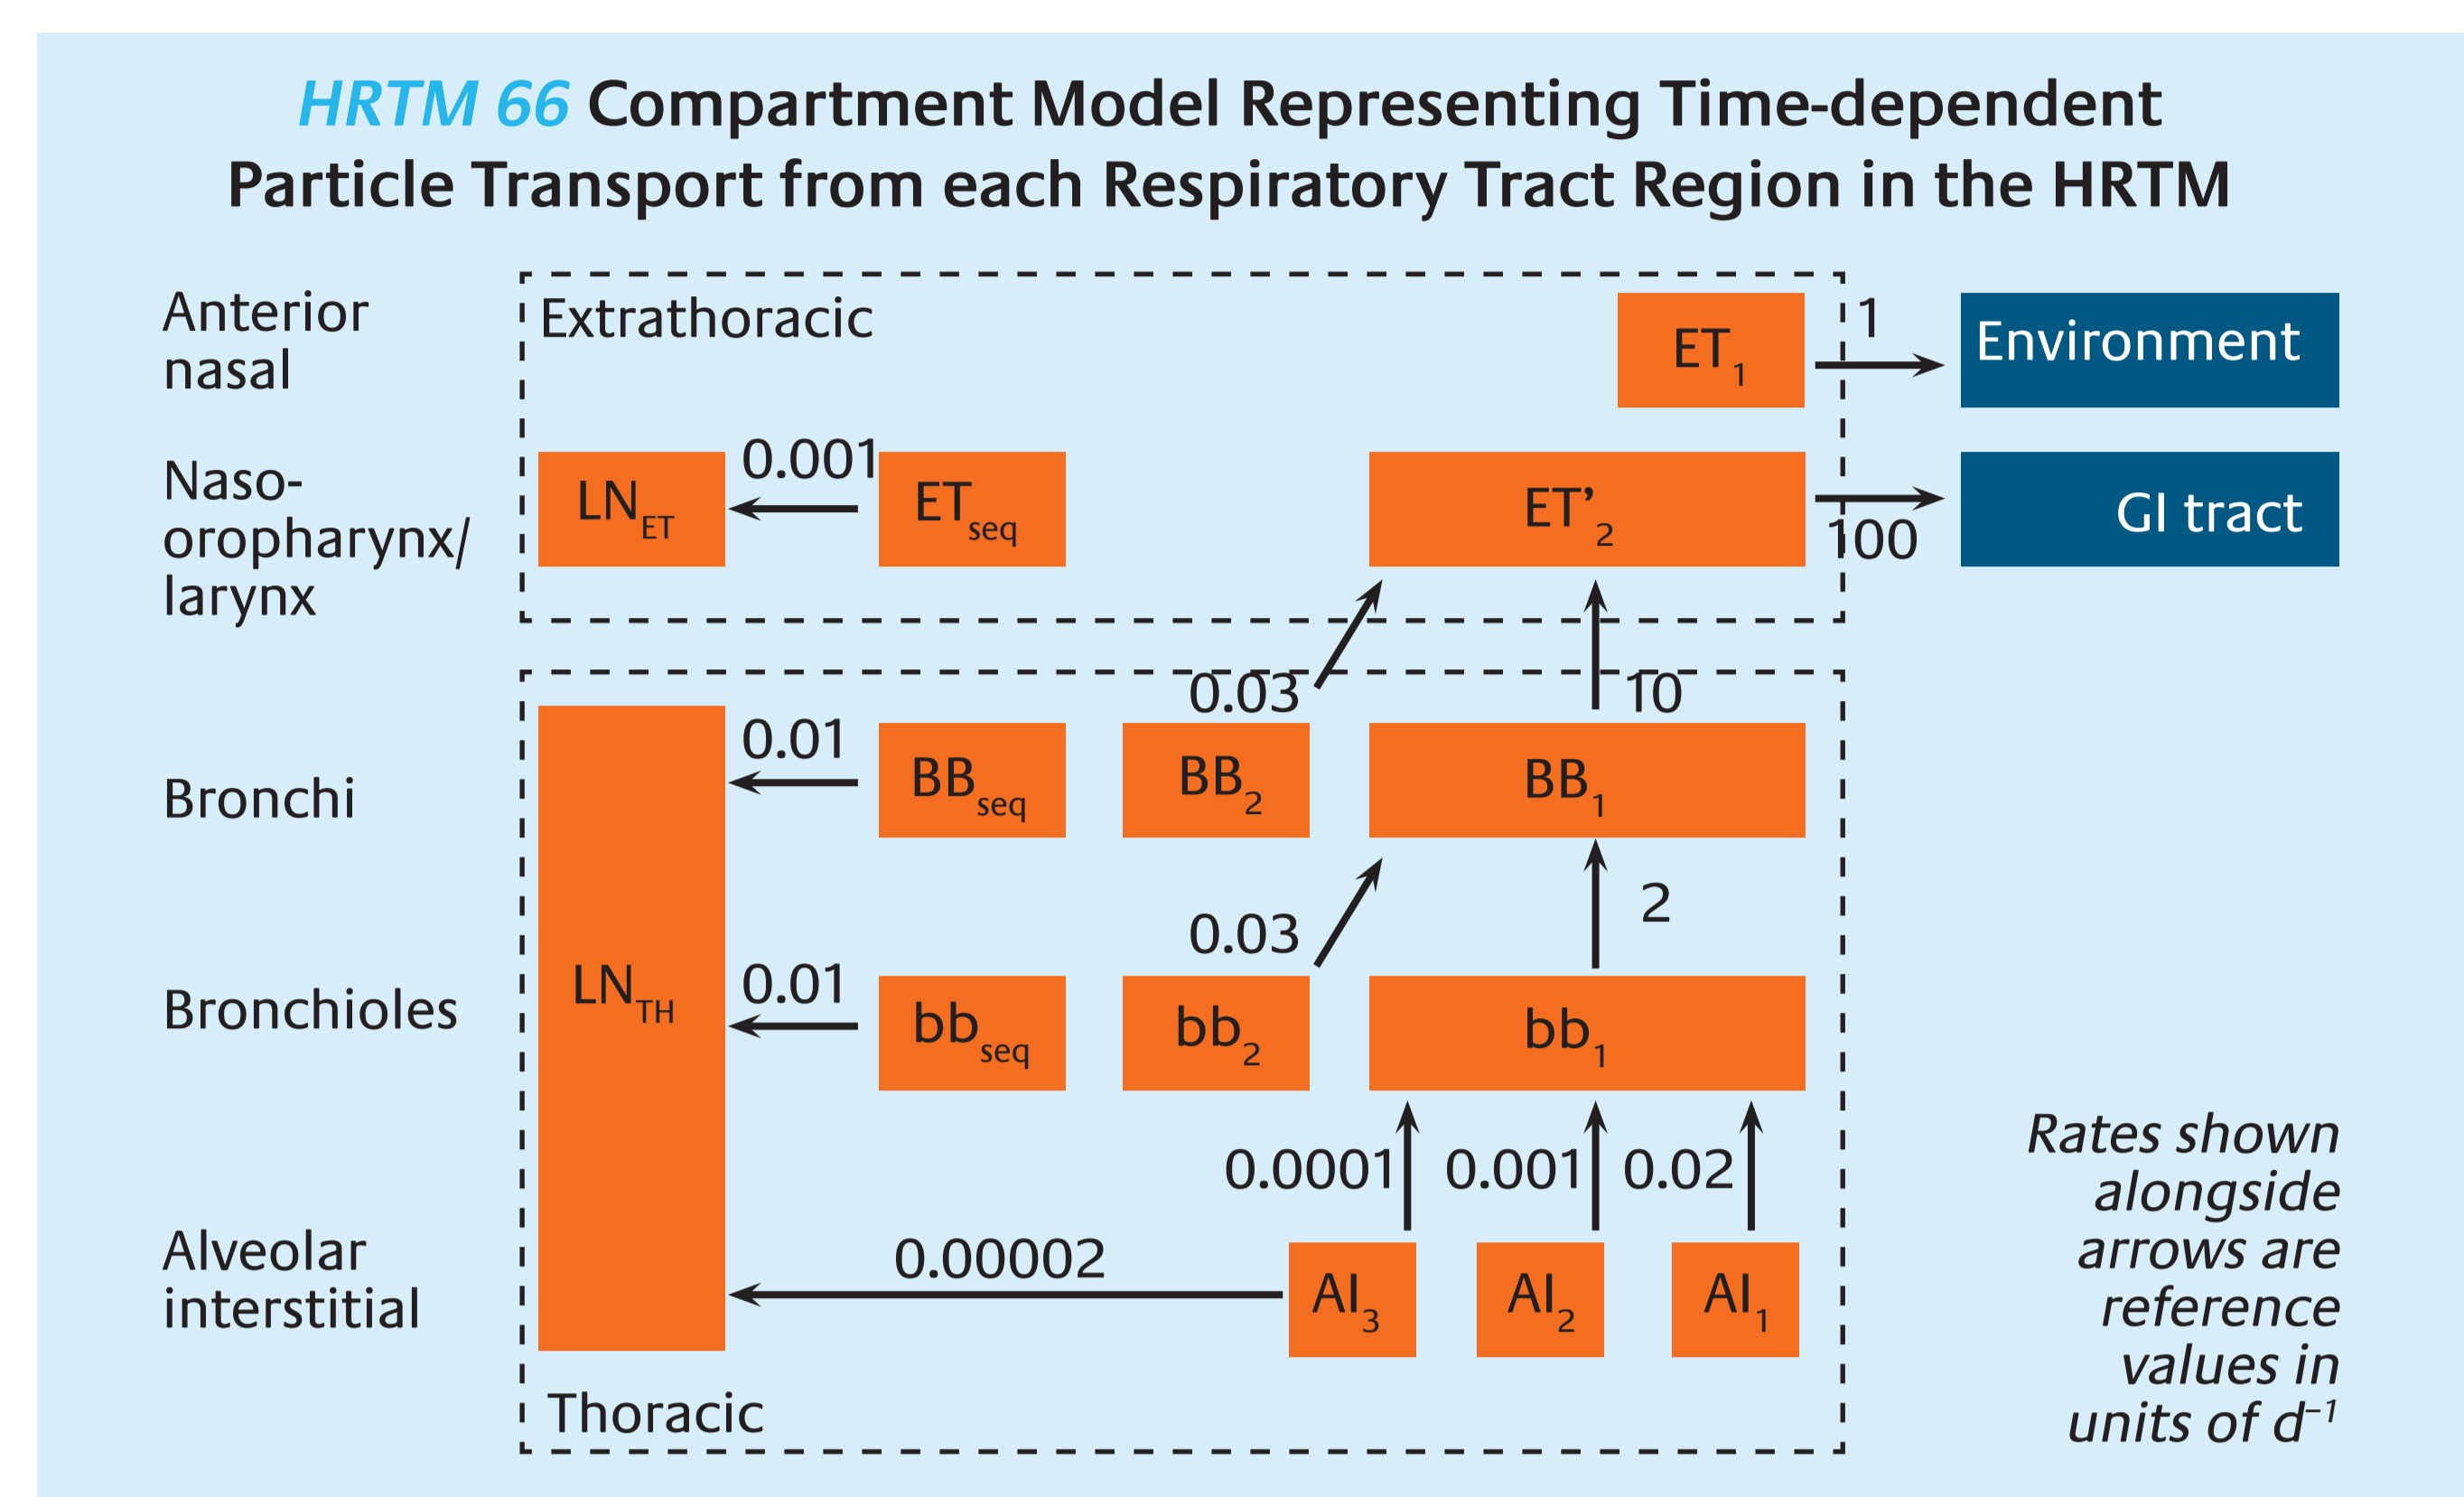 HRTM 66 Compartment Model Representing Time-dependent
Particle Transport from each Respiratory Tract Region in the HRTM
Anterior
nasal
Extrathoracic
ET1
1
Environment
Naso-
oropharynx/
larynx
LNET
0.001
ETseq
ET'2
100
GI tract
0.03
10
Bronchi
0.01
BBseq
BB2
BB1
0.03
2
Bronchioles
LNTH
0.01
bbseq
bb2
bb1
0.0001
0.001
0.02
Alveolar
interstitial
0.00002
AI3
AI2
AI1
Thoracic
Rates shown
alongside
arrows are
reference
values in
units of d⁻¹